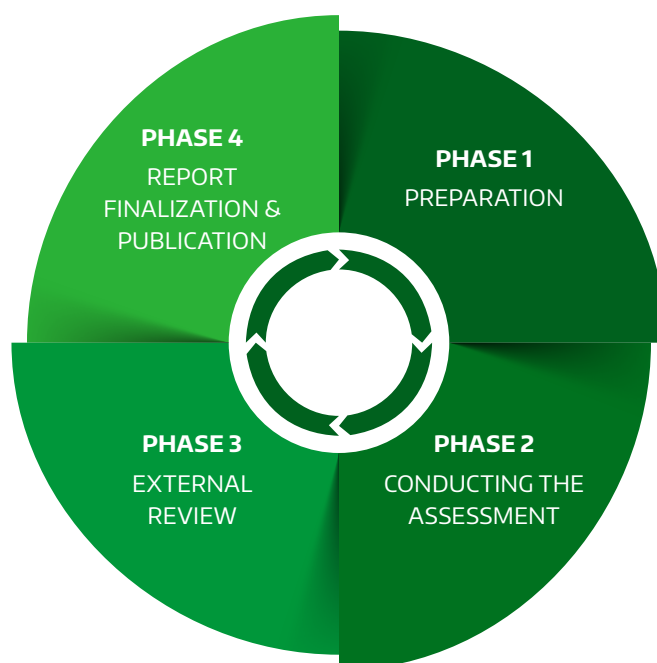 PHASE 1
PREPARATION
PHASE 2
CONDUCTING THE
ASSESSMENT
PHASE 3
EXTERNAL
REVIEW
PHASE 4
REPORT
FINALIZATION &
PUBLICATION